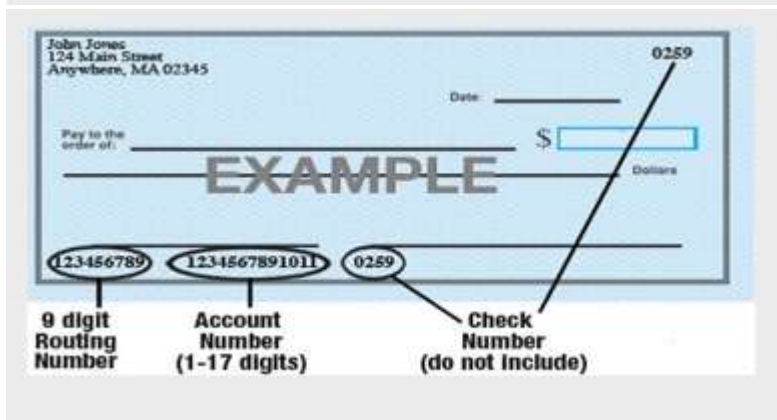 John Jones
124 Main Street
Anywhere, MA 02345
0259
Date:
Pay to the
order of:
$
EXAMPLE
Dollars
123456789 1234567891011 0259
9 digit
Routing
Number
Account
Number
(1-17 digits)
Check
Number
(do not include)